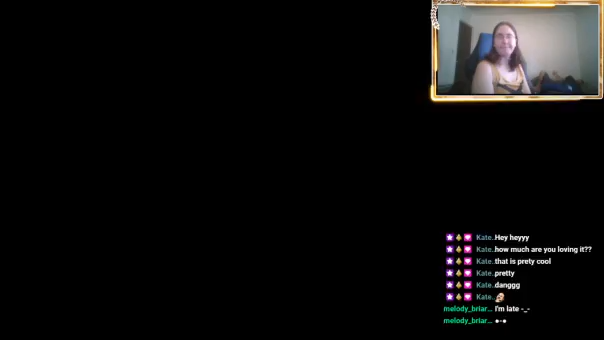 Kate..Hey heyyy
Kate..how much are you loving it??
Kate..that is prety cool
Kate..pretty
Kate..danggg
Kate..
melody_briar... I'm late -_-
melody_briar... •-•